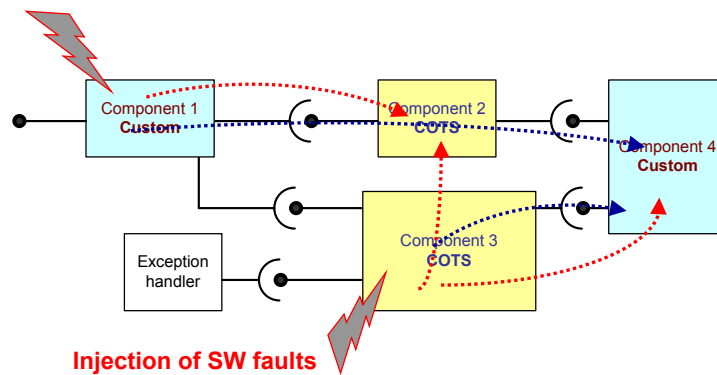 Component 1
Custom
Component 2
COTS
Component 4
Custom
Component 3
COTS
Exception
handler
Injection of SW faults